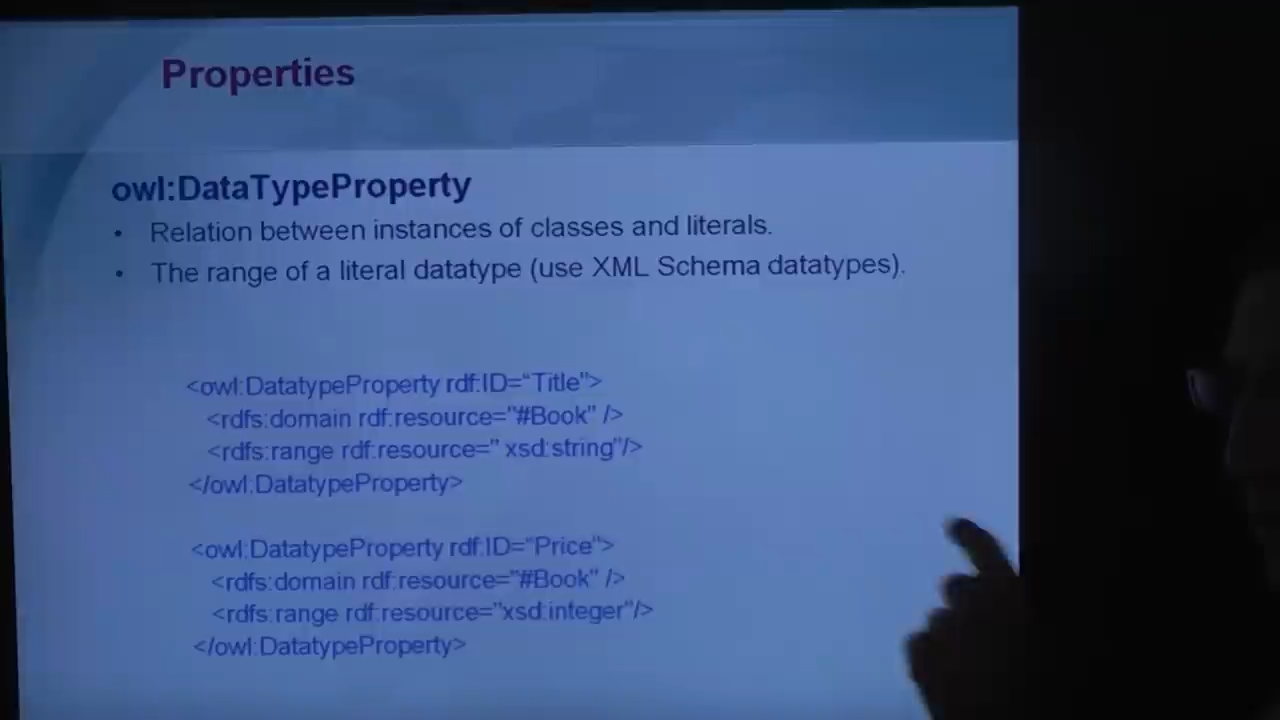 Properties
owl:DataTypeProperty
• Relation between instances of classes and literals.
• The range of a literal datatype (use XML Schema datatypes).
<owl:DatatypeProperty rdf:ID=“Title">
<rdfs:domain rdf:resource="#Book" />
<rdfs:range rdf:resource=" xsd:string"/>
</owl:DatatypeProperty>
<owl:DatatypeProperty rdf:ID=“Price">
<rdfs:domain rdf:resource="#Book" />
<rdfs:range rdf:resource="xsd:integer"/>
</owl:DatatypeProperty>